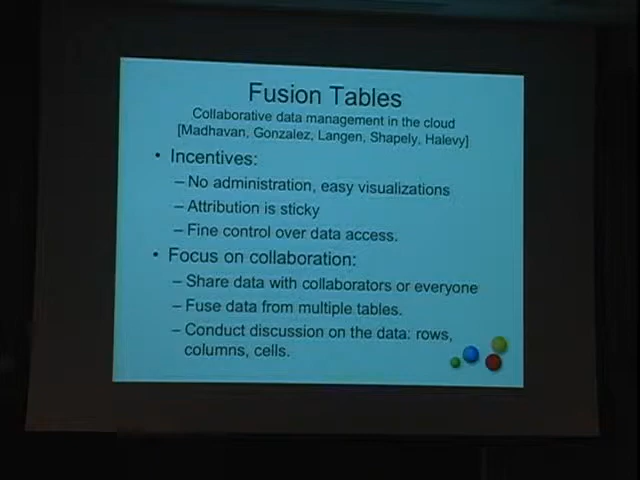 Fusion Tables
Collaborative data management in the cloud
[Madhavan, Gonzalez, Langen, Shapely, Halevy]
• Incentives:
– No administration, easy visualizations
– Attribution is sticky
– Fine control over data access.
• Focus on collaboration:
– Share data with collaborators or everyone
– Fuse data from multiple tables.
– Conduct discussion on the data: rows,
columns, cells.